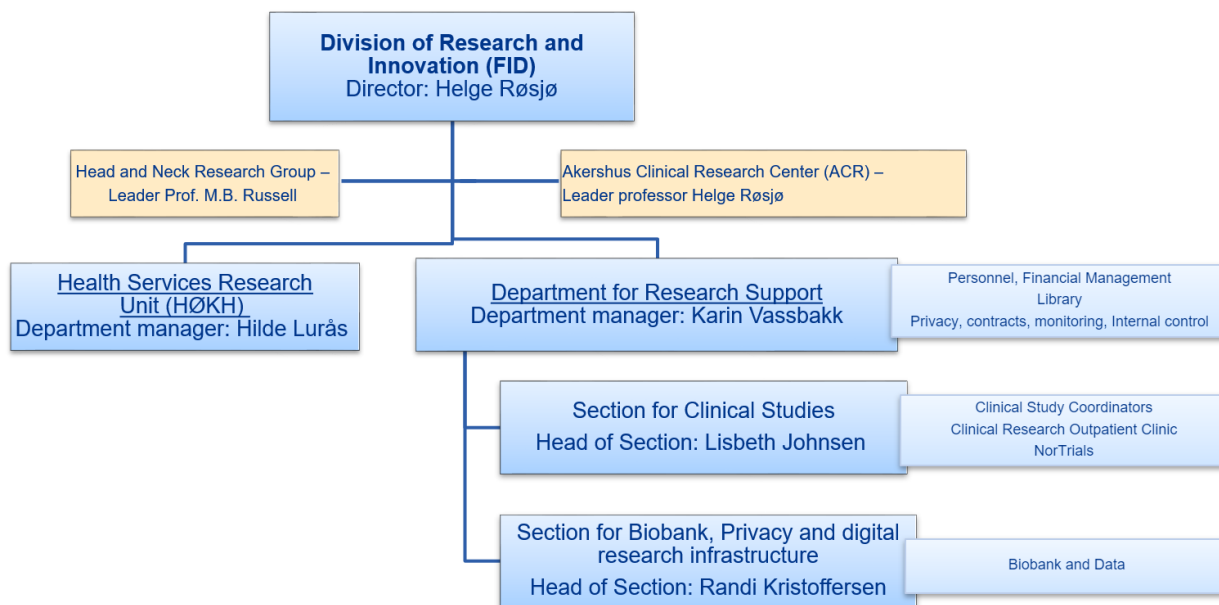 Division of Research and
Innovation (FID)
Director: Helge Røsjø
Head and Neck Research Group –
Leader Prof. M.B. Russell
Akershus Clinical Research Center (ACR) –
Leader professor Helge Røsjø
Health Services Research
Unit (HØKH)
Department manager: Hilde Lurås
Department for Research Support
Department manager: Karin Vassbakk
Personnel, Financial Management
Library
Privacy, contracts, monitoring, Internal control
Section for Clinical Studies
Head of Section: Lisbeth Johnsen
Clinical Study Coordinators
Clinical Research Outpatient Clinic
NorTrials
Section for Biobank, Privacy and digital
research infrastructure
Head of Section: Randi Kristoffersen
Biobank and Data